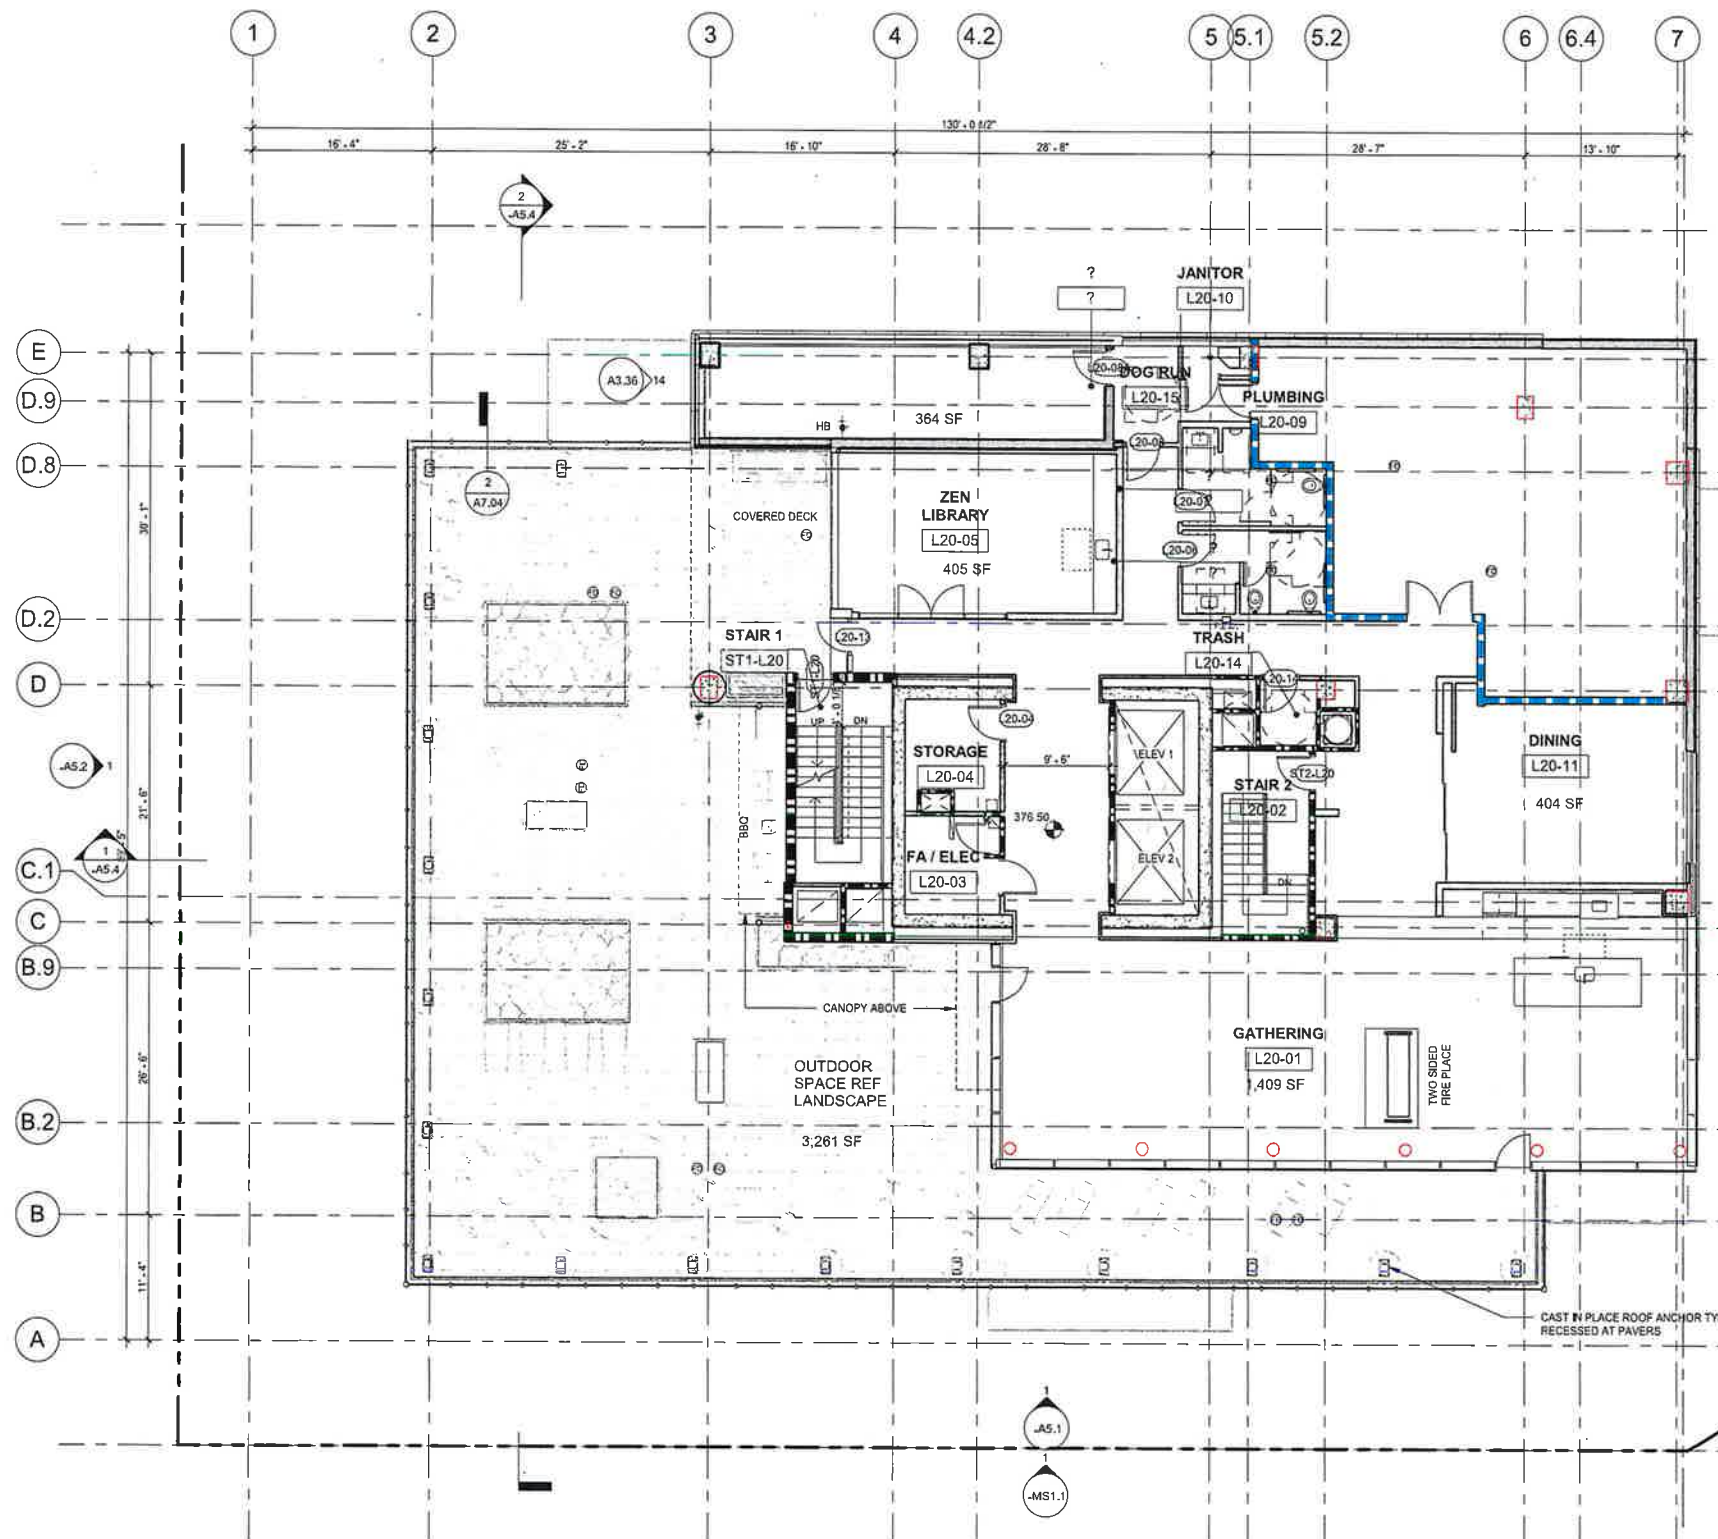 1 2 3 4 4.2 5 5.1 5.2 6 6.4 7
130' - 0 1/2"
16' - 4" 25' - 2" 16' - 10" 28' - 8" 28' - 7" 13' - 10"
2
-A5.4
?
?
JANITOR
L20-10
E
A3.36 14
DOG RUN
L20-15
D.9
364 SF
HB
PLUMBING
L20-09
D.8
2
A7.04
COVERED DECK
ZEN
LIBRARY
L20-05
405 SF
L20-06
30' - 1"
D.2
STAIR 1
ST1-L20
TRASH
L20-14
D
UP DN
STORAGE
L20-04
9' - 6"
ELEV 1
ST2-L20
STAIR 2
L20-02
DINING
L20-11
404 SF
-A5.2 1
21' - 6"
BBQ
376 50
1
-A5.4
C.1
FA / ELEC
L20-03
ELEV 2
DN
C
B.9
CANOPY ABOVE
GATHERING
L20-01
1,409 SF
TWO SIDED
FIRE PLACE
OUTDOOR
SPACE REF
LANDSCAPE
3,261 SF
26' - 6"
B.2
B
11' - 4"
CAST IN PLACE ROOF ANCHOR TY
RECESSED AT PAVERS
A
1
-A5.1
1
-MS1.1